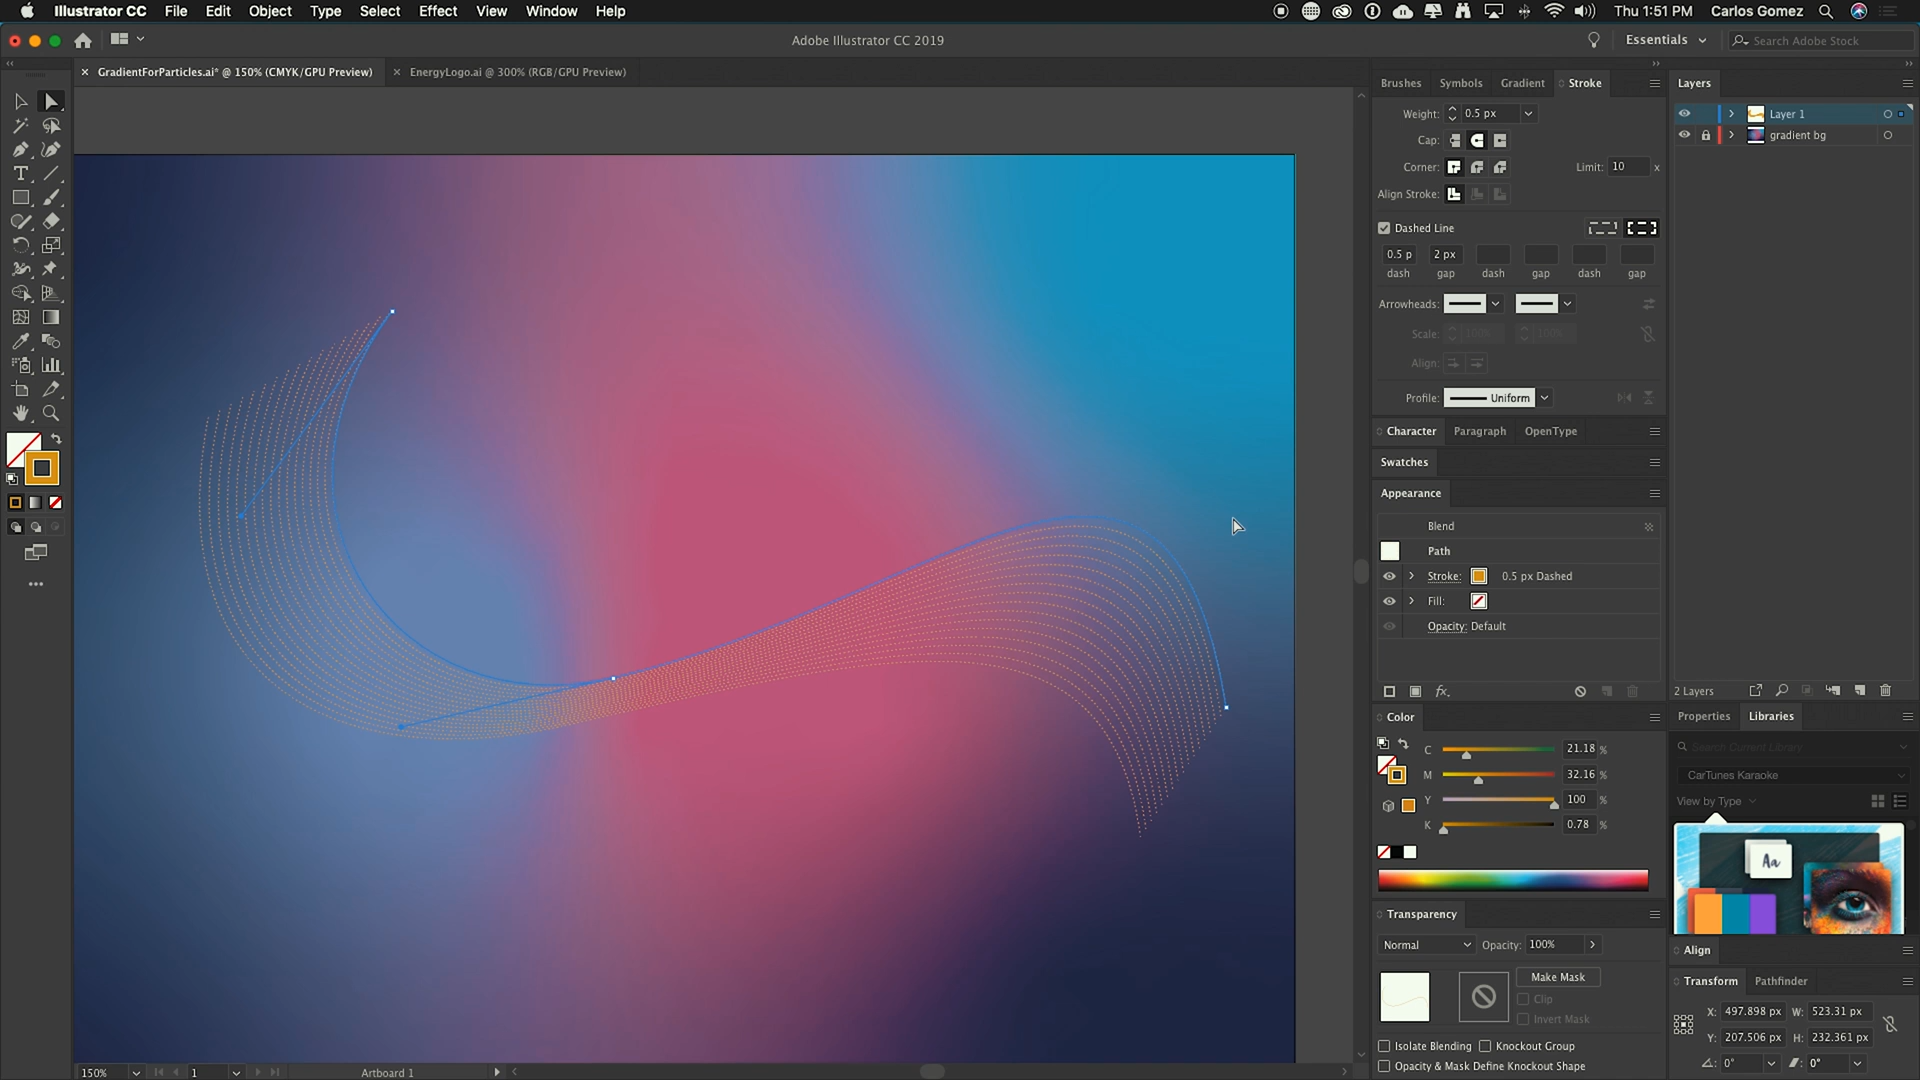 Illustrator CC File Edit Object Type Select Effect View Window Help Thu 1:51 PM Carlos Gomez
Adobe Illustrator CC 2019 Essentials Search Adobe Stock
GradientForParticles.ai* @ 150% (CMYK/GPU Preview) EnergyLogo.ai @ 300% (RGB/GPU Preview)
Brushes Symbols Gradient Stroke
Weight: 0.5 px
Cap:
Corner: Limit: 10 x
Align Stroke:
Dashed Line
0.5 p 2 px
dash gap dash gap dash gap
Arrowheads:
Scale: 100% 100%
Align:
Profile: Uniform
Character Paragraph OpenType
Swatches
Appearance
Blend
Path
Stroke: 0.5 px Dashed
Fill:
Opacity: Default
fx.
Color
C 21.18 %
M 32.16 %
Y 100 %
K 0.78 %
Transparency
Normal Opacity: 100%
Make Mask
Clip
Invert Mask
Isolate Blending Knockout Group
Opacity & Mask Define Knockout Shape
Layers
Layer 1
gradient bg
2 Layers
Properties Libraries
Search Current Library
CarTunes Karaoke
View by Type
Aa
Align
Transform Pathfinder
X: 497.898 px W: 523.31 px
Y: 207.506 px H: 232.361 px
0° 0°
150% 1 Artboard 1